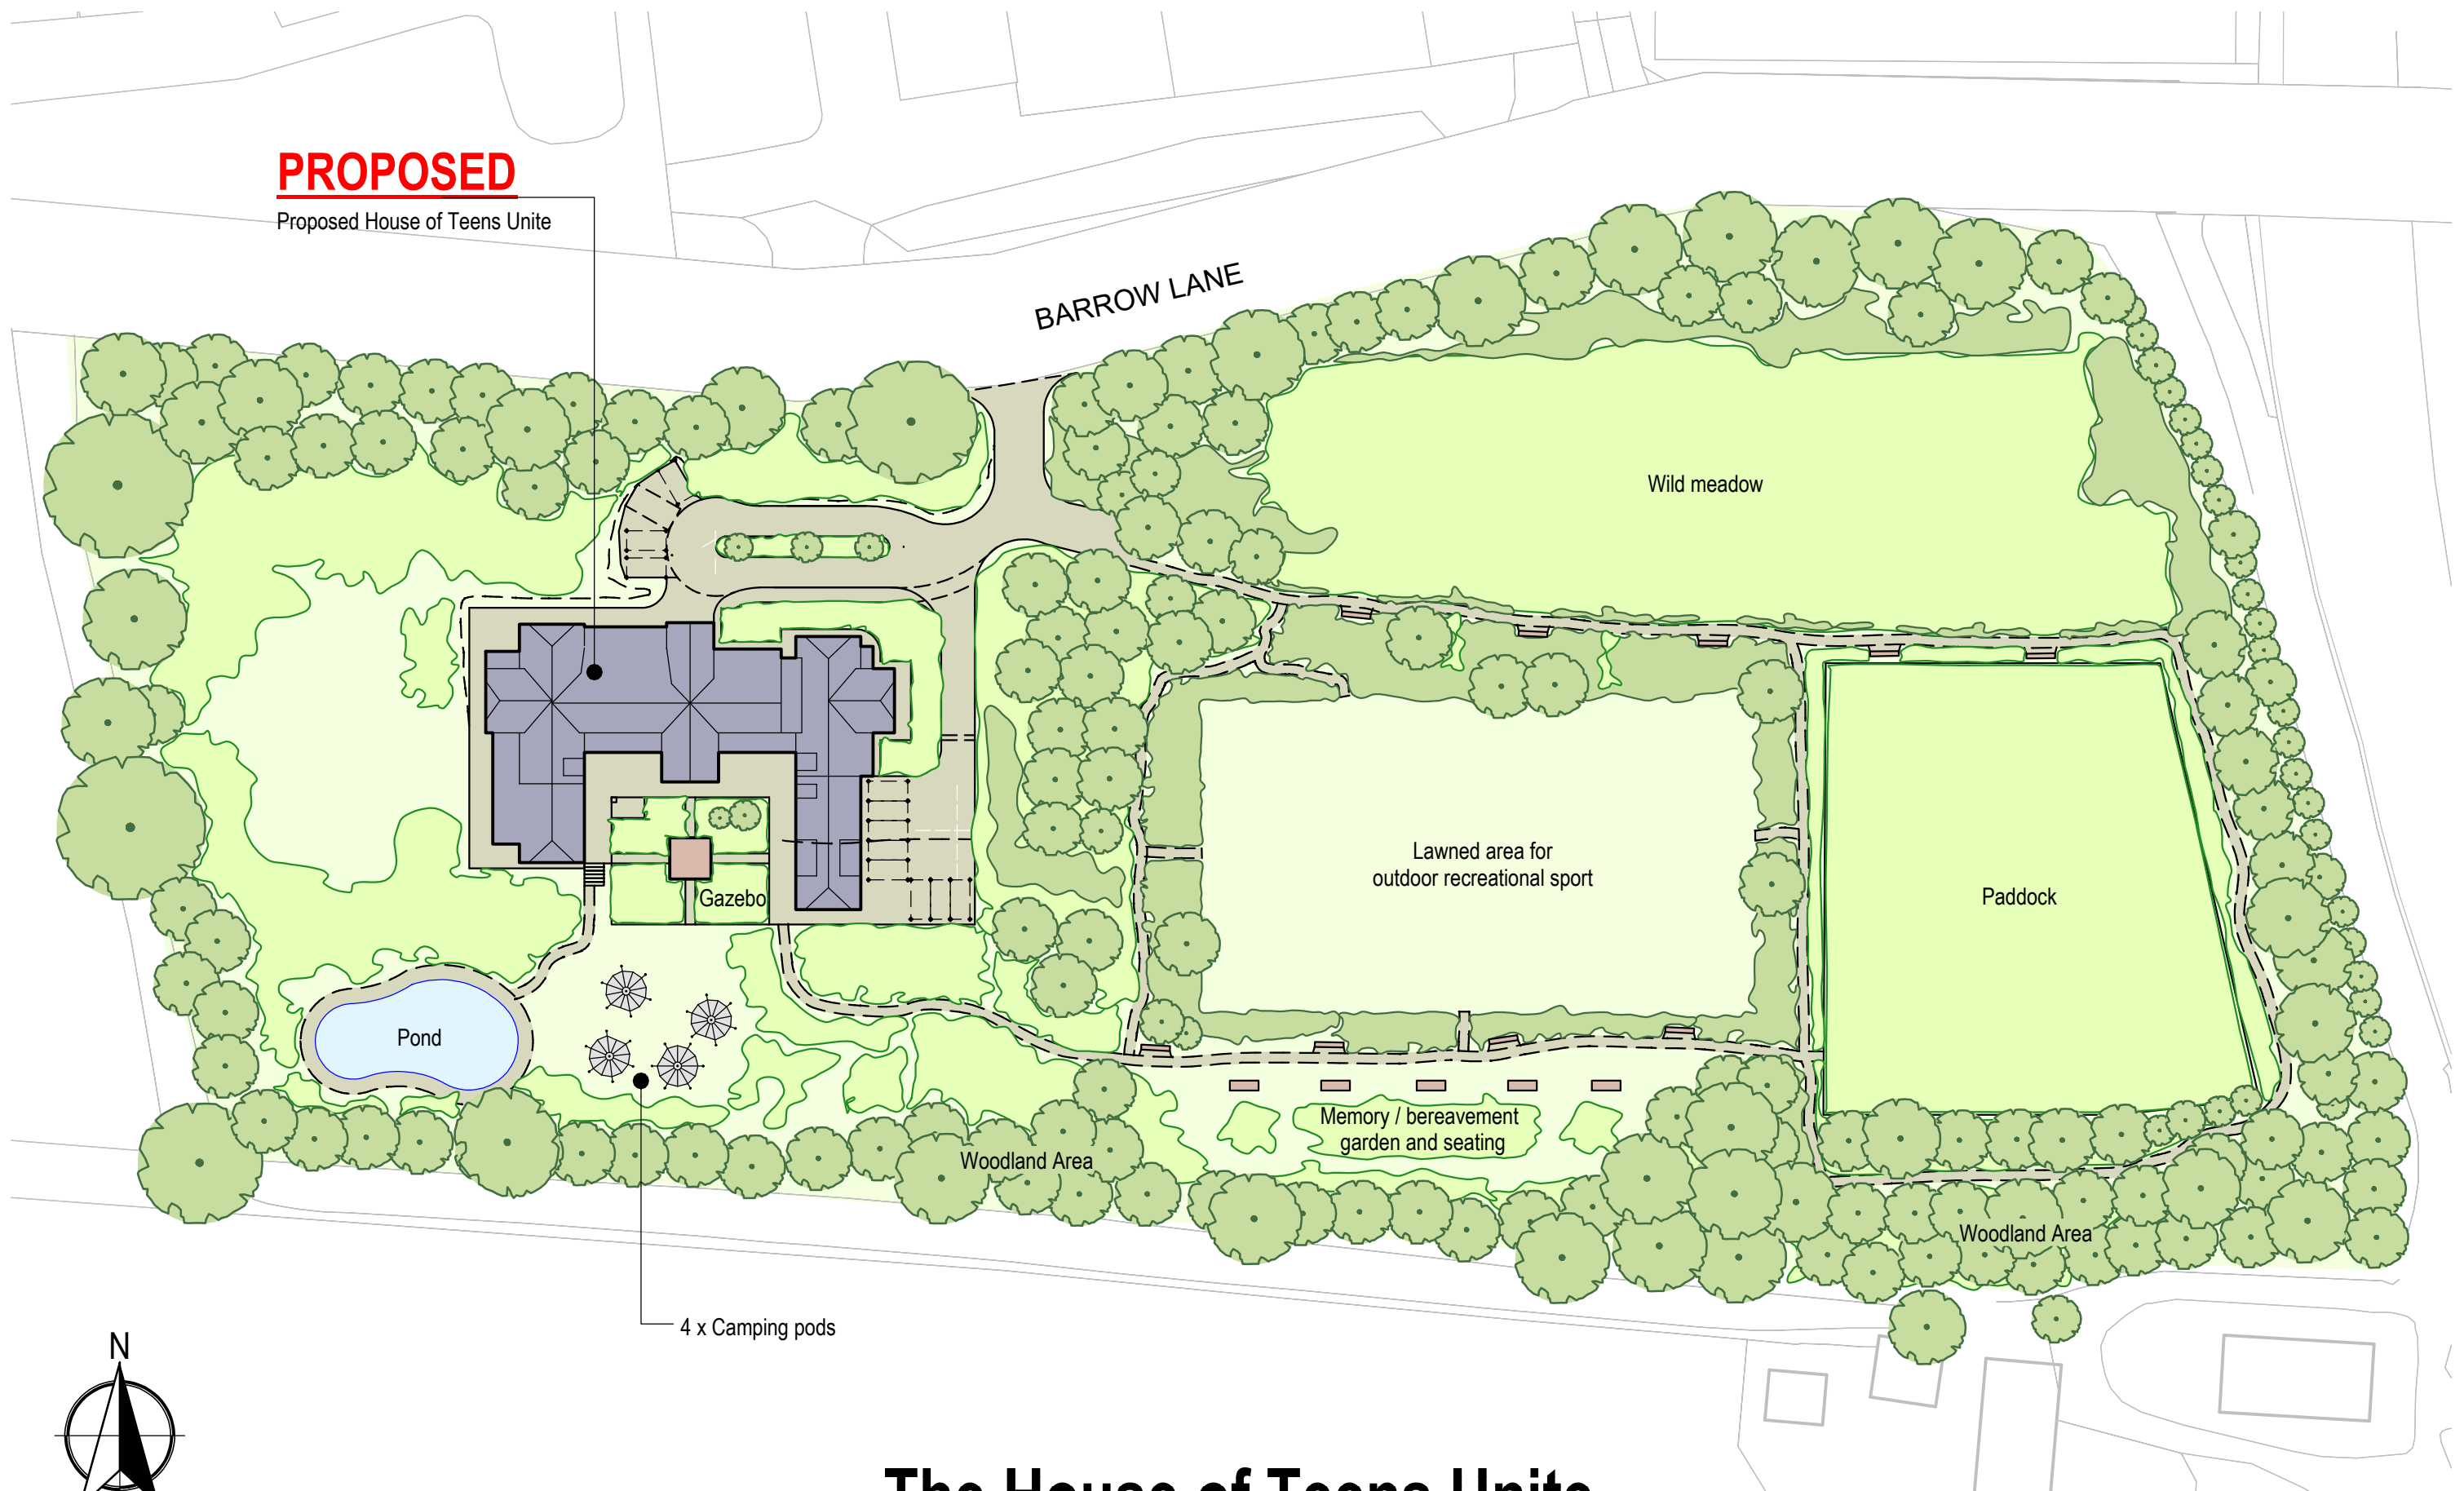 PROPOSED
Proposed House of Teens Unite
BARROW LANE
Wild meadow
Lawned area for
outdoor recreational sport
Paddock
Gazebo
Pond
Memory / bereavement
garden and seating
Woodland Area
Woodland Area
4 x Camping pods
N
The House of Teens Unite